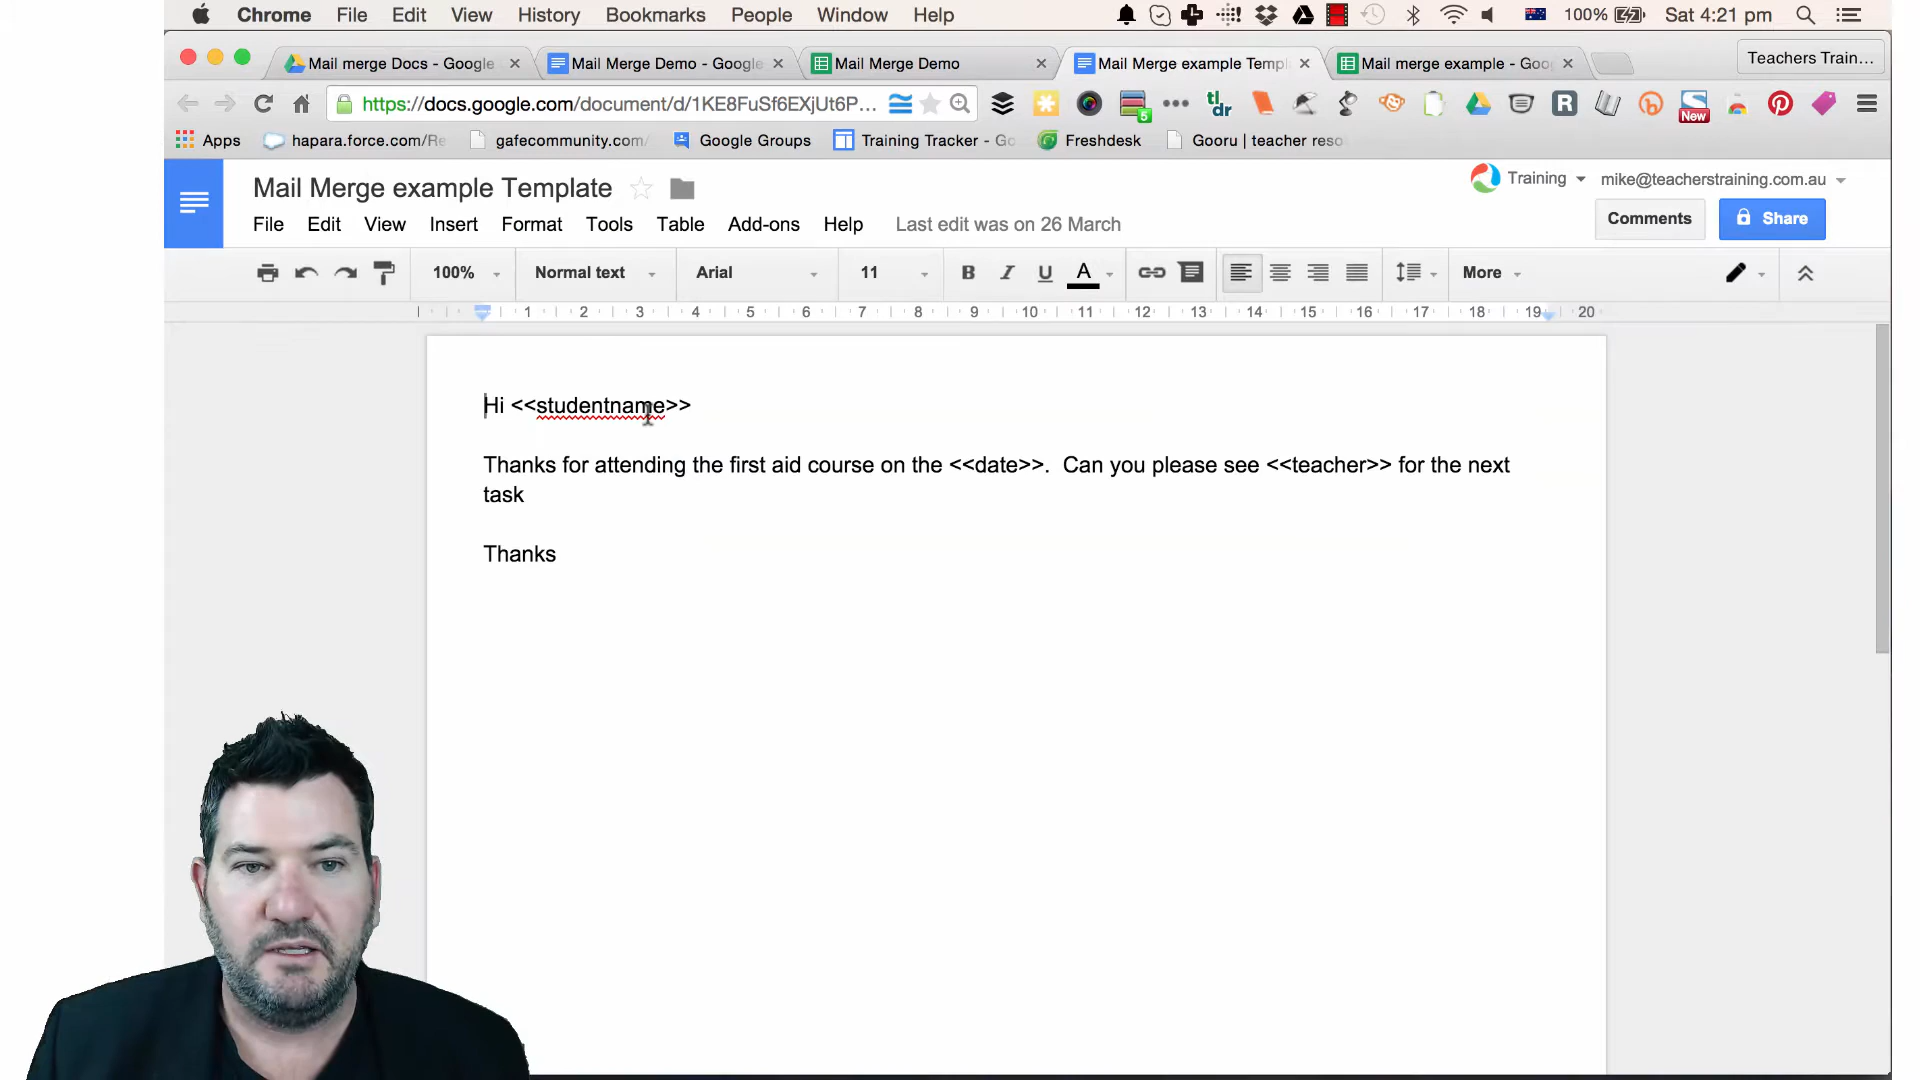 Chrome File Edit View History Bookmarks People Window Help 100% Sat 4:21 pm
Mail merge Docs - Google Mail Merge Demo - Google Mail Merge Demo Mail Merge example Templ Mail merge example - Goo Teachers Train...
https://docs.google.com/document/d/1KE8FuSf6EXjUt6P... 5 tl;dr R New
Apps hapara.force.com/Re gafecommunity.com/ Google Groups Training Tracker - Go Freshdesk Gooru | teacher reso
Mail Merge example Template Training mike@teacherstraining.com.au
File Edit View Insert Format Tools Table Add-ons Help Last edit was on 26 March Comments Share
100% Normal text Arial 11 B I U A More
1 2 3 4 5 6 7 8 9 10 11 12 13 14 15 16 17 18 19 20
Hi <<studentname>>
Thanks for attending the first aid course on the <<date>>. Can you please see <<teacher>> for the next
task
Thanks